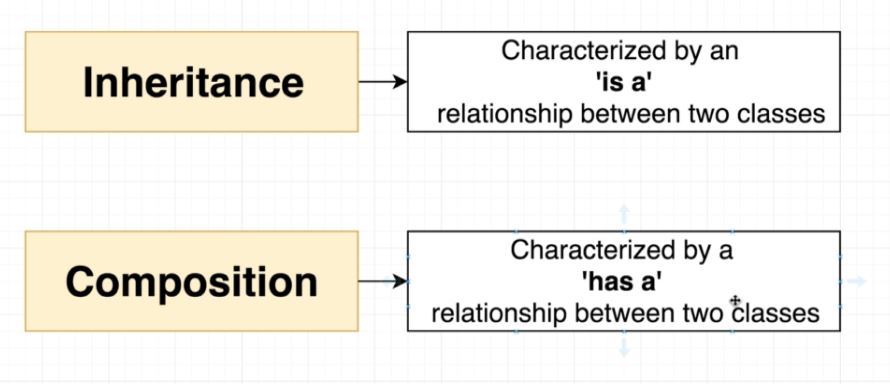 Inheritance
Characterized by an
'is a'
relationship between two classes
Composition
Characterized by a
'has a'
relationship between two classes